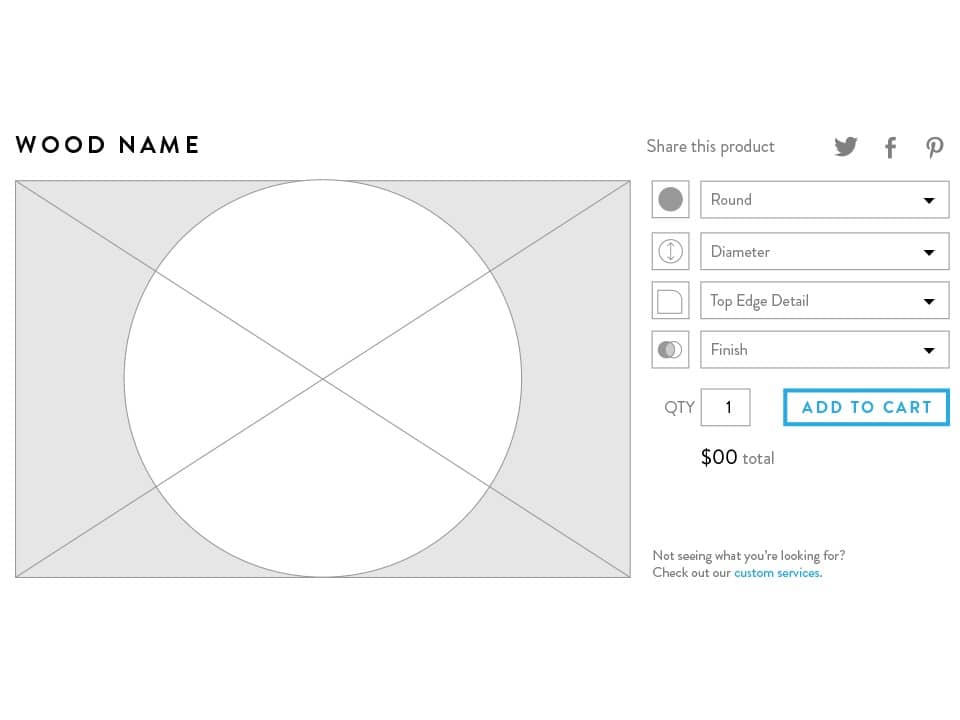 WOOD NAME
Share this product
Round
Diameter
Top Edge Detail
Finish
QTY 1 ADD TO CART
$00 total
Not seeing what you're looking for?
Check out our custom services.